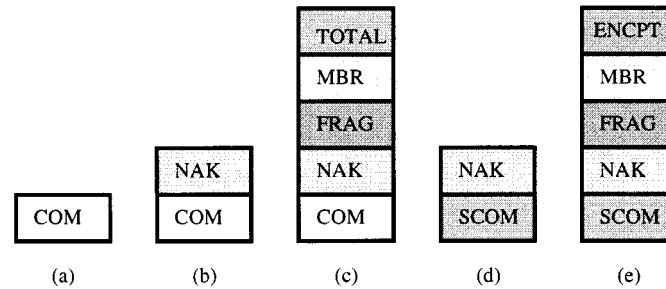 TOTAL ENCPT
MBR MBR
FRAG FRAG
NAK NAK NAK NAK
COM COM COM SCOM SCOM
(a) (b) (c) (d) (e)